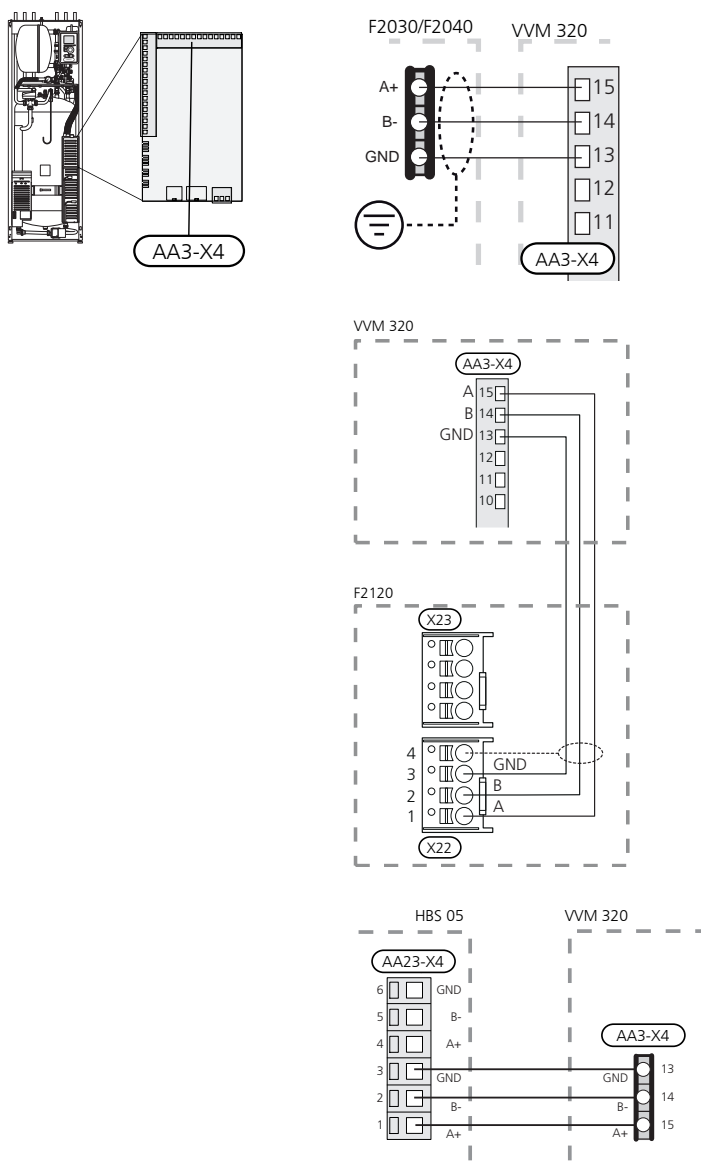 AA3-X4
F2030/F2040 VVM 320
A+ 15
B- 14
GND 13
12
11
AA3-X4
VVM 320
AA3-X4
A 15
B 14
GND 13
12
11
10
F2120
X23
4
3 GND
2 B
1 A
X22
HBS 05 VVM 320
AA23-X4
6 GND
5 B-
4 A+
AA3-X4
3 GND GND 13
2 B- B- 14
1 A+ A+ 15